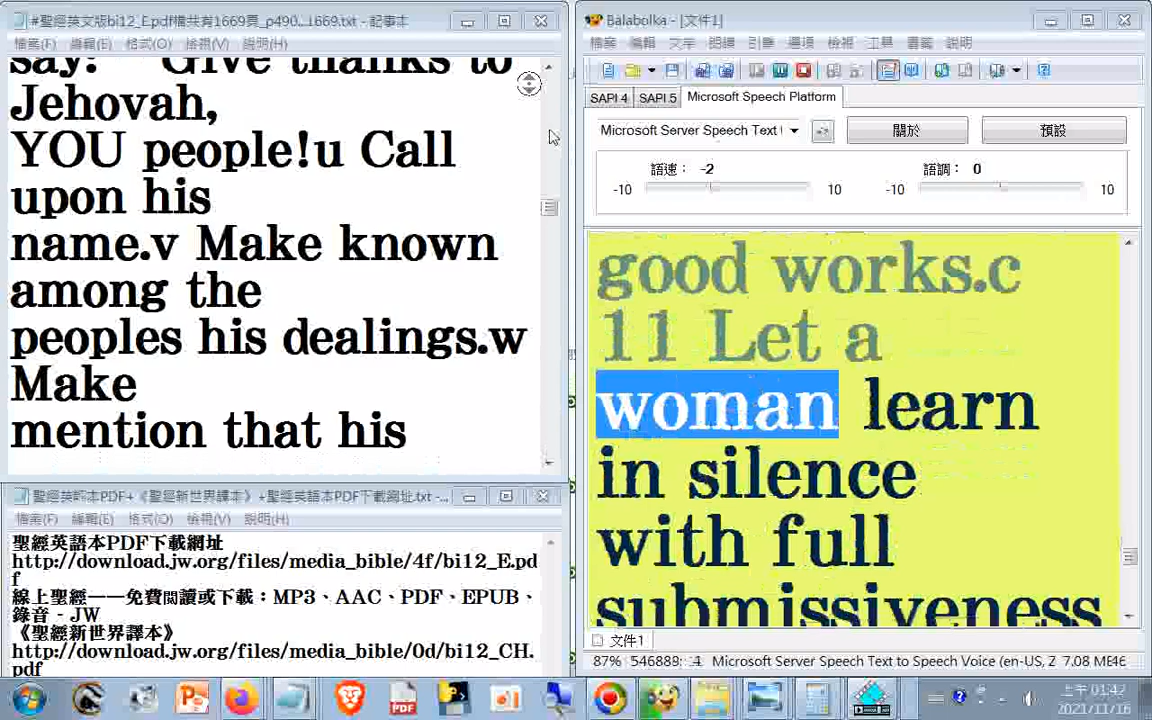 #聖經英文版bi12_E.pdf檔共有1669頁_p490...1669.txt - 記事本
檔案(F) 編輯(E) 格式(O) 檢視(V) 說明(H)
say: "Give thanks to
Jehovah,
YOU people!u Call
upon his
name.v Make known
among the
peoples his dealings.w
Make
mention that his
聖經英語本PDF+《聖經新世界譯本》+聖經英語本PDF下載網址.txt -...
檔案(F) 編輯(E) 格式(O) 檢視(V) 說明(H)
聖經英語本PDF下載網址
http://download.jw.org/files/media_bible/4f/bi12_E.pd
f
線上聖經——免費閱讀或下載：MP3、AAC、PDF、EPUB、
錄音 - JW
《聖經新世界譯本》
http://download.jw.org/files/media_bible/0d/bi12_CH.
pdf
Balabolka - [文件1]
檔案 編輯 文字 朗讀 引擎 選項 檢視 工具 書籤 說明
SAPI 4 SAPI 5 Microsoft Speech Platform
Microsoft Server Speech Text 關於 預設
語速： -2 語調： 0
-10 10 -10 10
good works.c
11 Let a
woman learn
in silence
with full
submissiveness
文件1
87% 546888: :4 Microsoft Server Speech Text to Speech Voice (en-US, Z 7.08 ME46
上午 01:42
2021/11/16